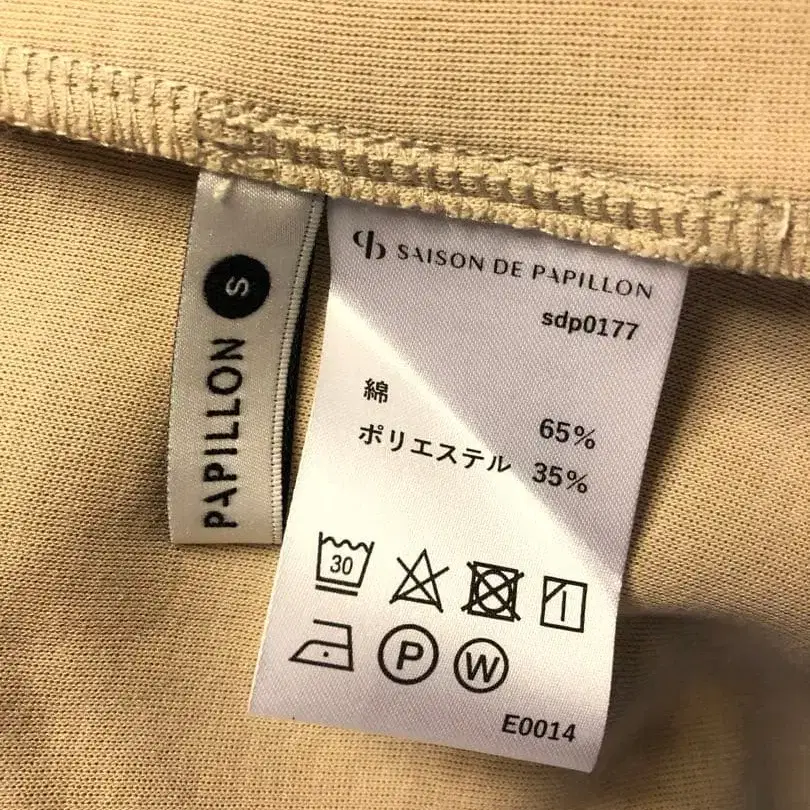 PAPILLON S
SAISON DE PAPILLON
sdp0177
綿 65%
ポリエステル 35%
30
P W
E0014